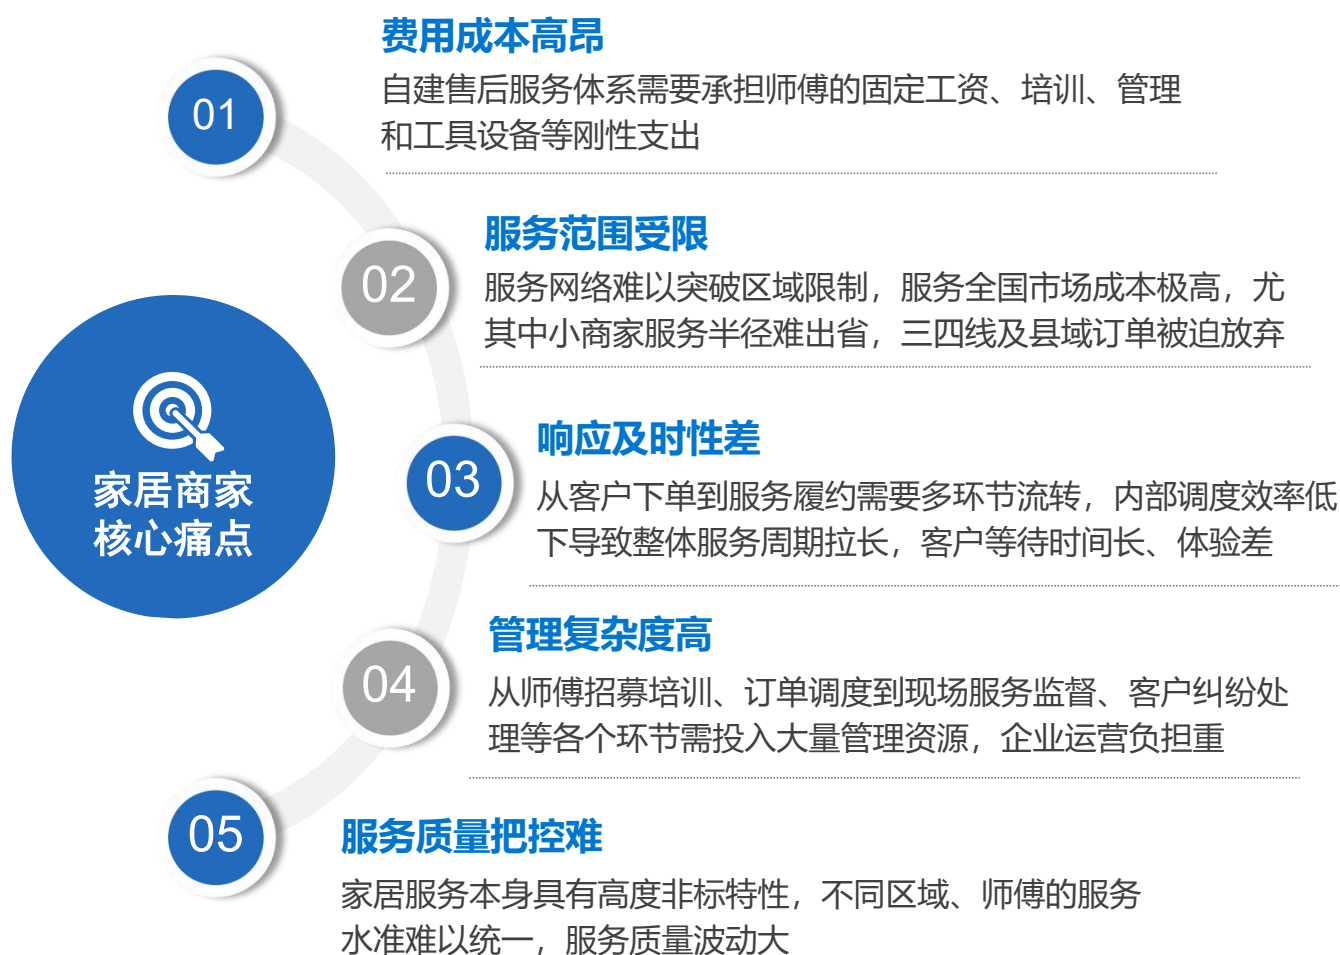 费用成本高昂
01
自建售后服务体系需要承担师傅的固定工资、培训、管理
和工具设备等刚性支出
服务范围受限
02
服务网络难以突破区域限制，服务全国市场成本极高，尤
其中小商家服务半径难出省，三四线及县域订单被迫放弃
家居商家
核心痛点
响应及时性差
03
从客户下单到服务履约需要多环节流转，内部调度效率低
下导致整体服务周期拉长，客户等待时间长、体验差
管理复杂度高
04
从师傅招募培训、订单调度到现场服务监督、客户纠纷处
理等各个环节需投入大量管理资源，企业运营负担重
05
服务质量把控难
家居服务本身具有高度非标特性，不同区域、师傅的服务
水准难以统一，服务质量波动大